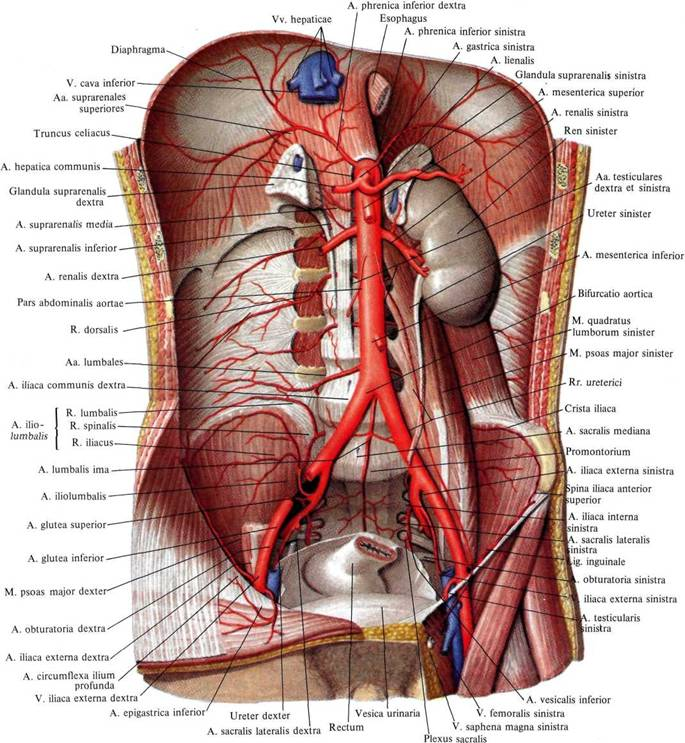 A. phrenica inferior dextra
Vv. hepaticae
Esophagus
A. phrenica inferior sinistra
Diaphragma
A. gastrica sinistra
A. lienalis
V. cava inferior
Glandula suprarenalis sinistra
Aa. suprarenales
superiores
A. mesenterica superior
Truncus celiacus
A. renalis sinistra
Ren sinister
A. hepatica communis
Glandula suprarenalis
dextra
Aa. testiculares
dextra et sinistra
A. suprarenalis media
Ureter sinister
A. suprarenalis inferior
A. mesenterica inferior
A. renalis dextra
Pars abdominalis aortae
Bifurcatio aortica
R. dorsalis
M. quadratus
lumborum sinister
Aa. lumbales
M. psoas major sinister
A. iliaca communis dextra
Rr. ureterici
A. ilio-
lumbalis
R. lumbalis
R. spinalis
R. iliacus
Crista iliaca
A. sacralis mediana
Promontorium
A. lumbalis ima
A. iliaca externa sinistra
A. iliolumbalis
Spina iliaca anterior
superior
A. glutea superior
A. iliaca interna
sinistra
A. sacralis lateralis
sinistra
A. glutea inferior
Lig. inguinale
M. psoas major dexter
A. obturatoria sinistra
V. iliaca externa sinistra
A. obturatoria dextra
A. testicularis
sinistra
A. iliaca externa dextra
A. circumflexa ilium
profunda
V. iliaca externa dextra
A. vesicalis inferior
A. epigastrica inferior
Ureter dexter
Vesica urinaria
V. femoralis sinistra
A. sacralis lateralis dextra
Rectum
V. saphena magna sinistra
Plexus sacralis